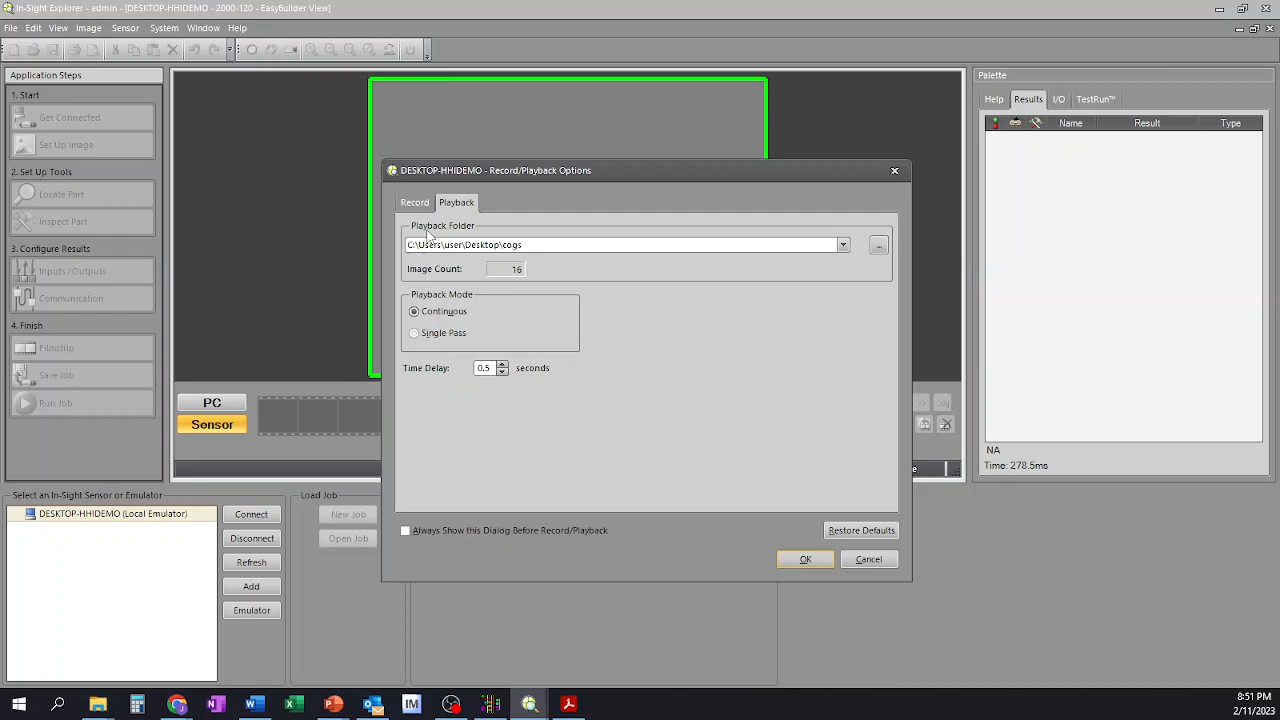 In-Sight Explorer - admin - [DESKTOP-HHIDEMO - 2000-120 - EasyBuilder View]
File Edit View Image Sensor System Window Help
Application Steps
1. Start
Get Connected
Set Up Image
2. Set Up Tools
Locate Part
Inspect Part
3. Configure Results
Inputs / Outputs
Communication
4. Finish
Filmstrip
Save Job
Run Job
PC
Sensor
DESKTOP-HHIDEMO - Record/Playback Options
Record Playback
Playback Folder
C:\Users\user\Desktop\cogs
...
Image Count: 16
Playback Mode
Continuous
Single Pass
Time Delay: 0.5 seconds
Always Show this Dialog Before Record/Playback
Restore Defaults
OK Cancel
Palette
Help Results I/O TestRun™
Name Result Type
NA
Time: 278.5ms
Select an In-Sight Sensor or Emulator
DESKTOP-HHIDEMO (Local Emulator)
Connect
Disconnect
Refresh
Add
Emulator
Load Job
New Job
Open Job
IM
8:51 PM
2/11/2023